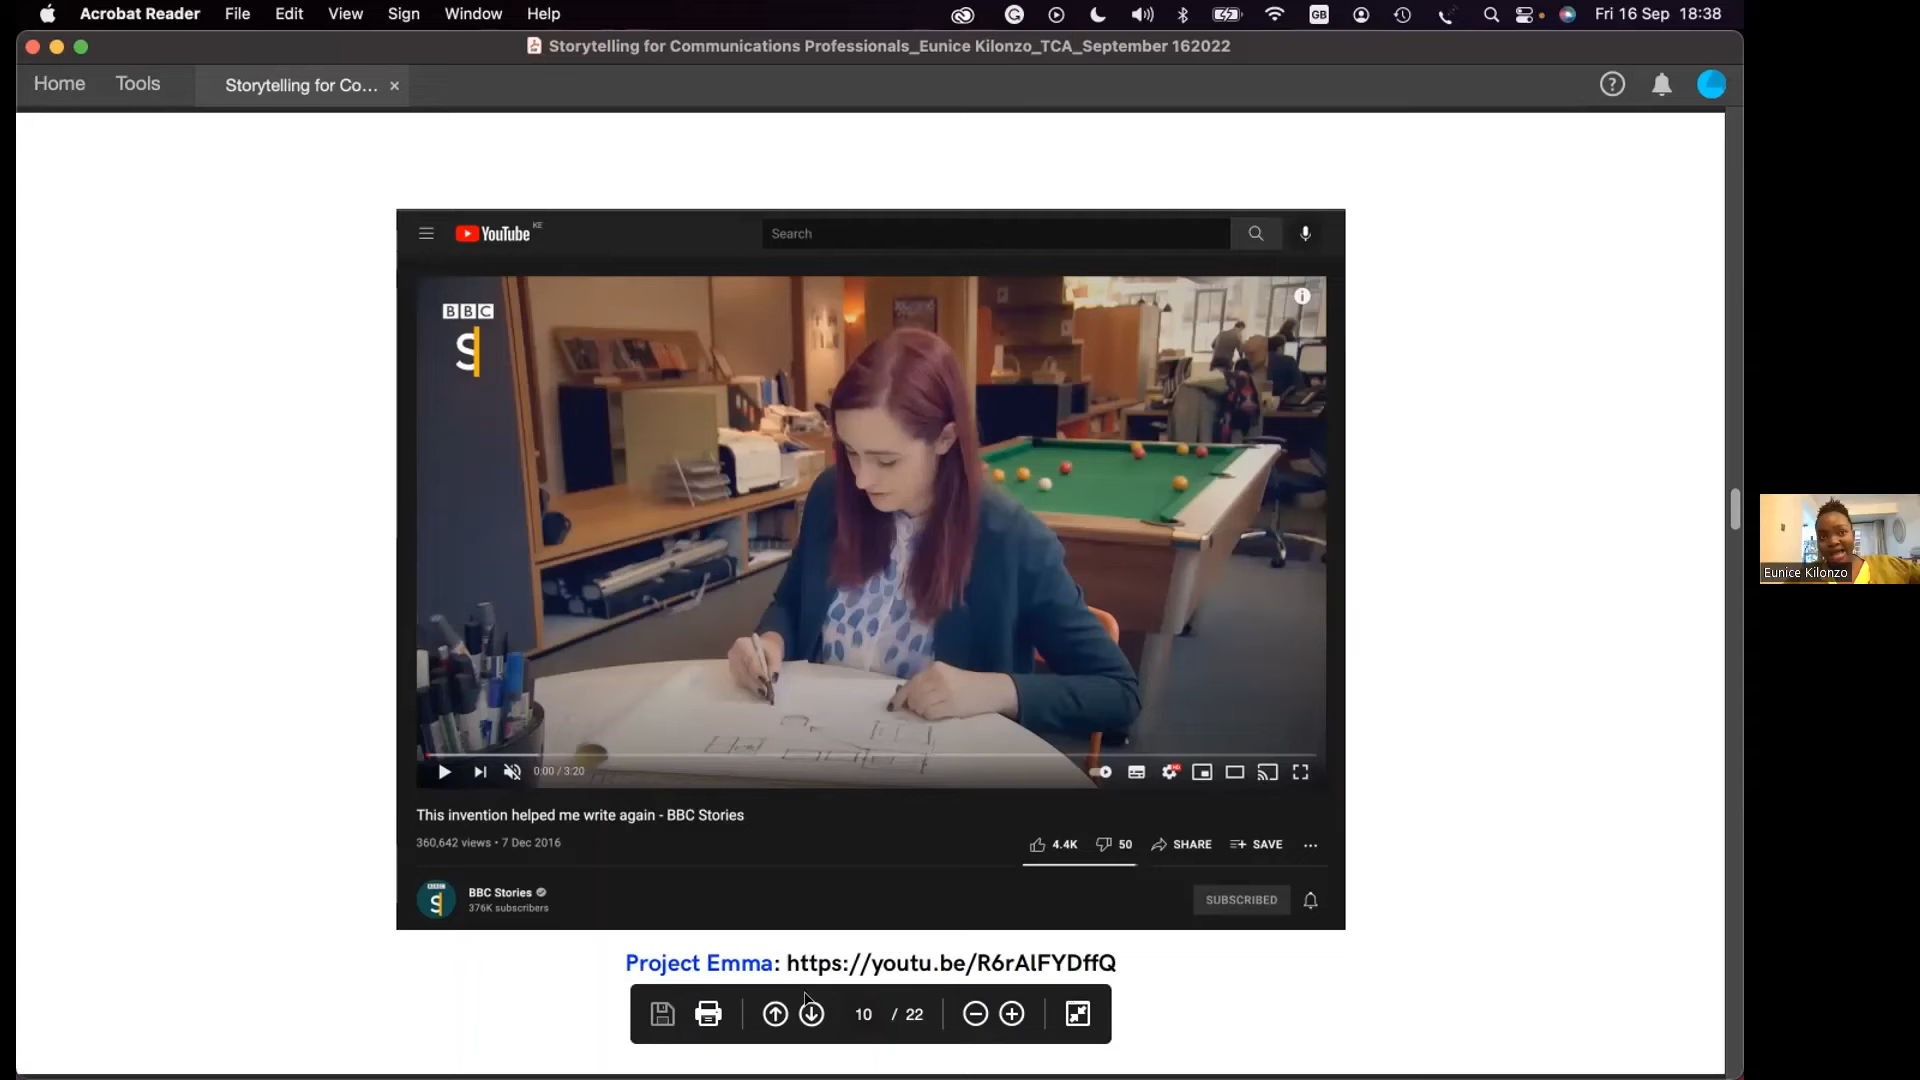 Acrobat Reader File Edit View Sign Window Help GB Fri 16 Sep 18:38
Storytelling for Communications Professionals_Eunice Kilonzo_TCA_September 162022
Home Tools Storytelling for Co... ×
YouTube KE Search
BBC
S
0:00 / 3:20
This invention helped me write again - BBC Stories
360,642 views • 7 Dec 2016
4.4K 50 SHARE SAVE
BBC Stories
376K subscribers
SUBSCRIBED
Eunice Kilonzo
Project Emma: https://youtu.be/R6rAlFYDffQ
10 / 22